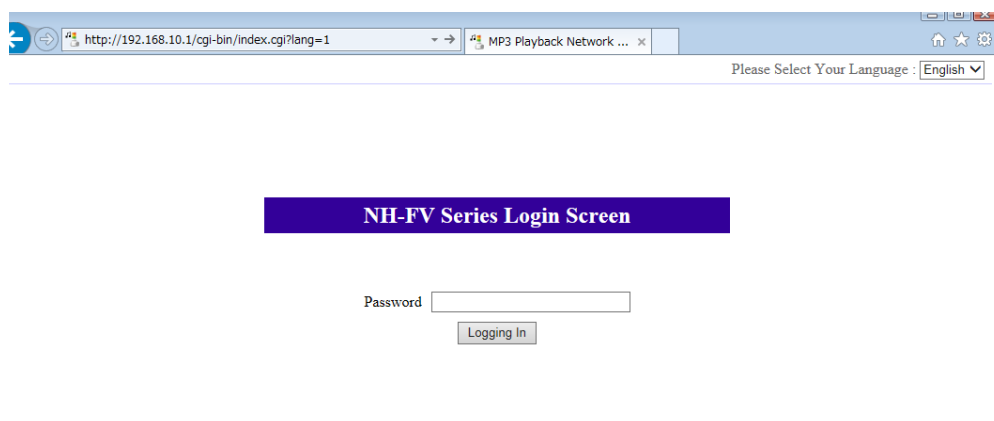 http://192.168.10.1/cgi-bin/index.cgi?lang=1
MP3 Playback Network ...
Please Select Your Language : English
NH-FV Series Login Screen
Password
Logging In